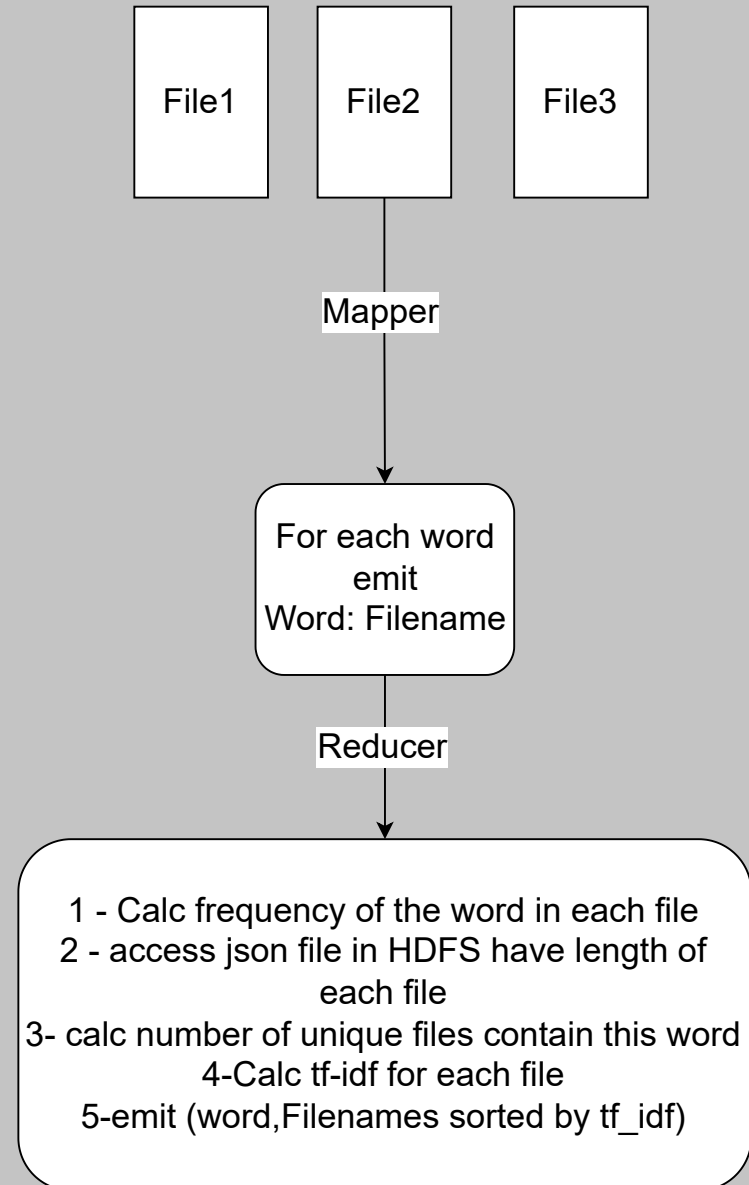 File1
File2
File3
Mapper
For each word
emit
Word: Filename
Reducer
1 - Calc frequency of the word in each file
2 - access json file in HDFS have length of
each file
3- calc number of unique files contain this word
4-Calc tf-idf for each file
5-emit (word,Filenames sorted by tf_idf)